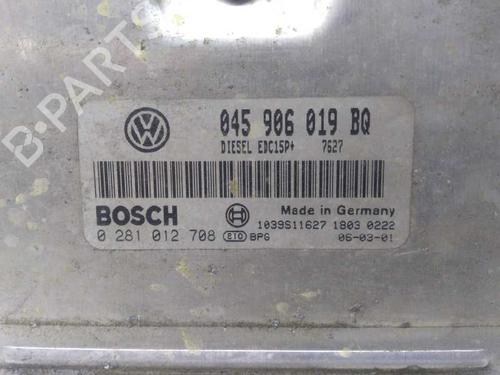 B-PARTS
VW
045 906 019 BQ
DIESEL EDC15P+ 7627
BOSCH
Made in Germany
0 281 012 708 E10 BPG
1039S11627 1803 0222
06-03-01